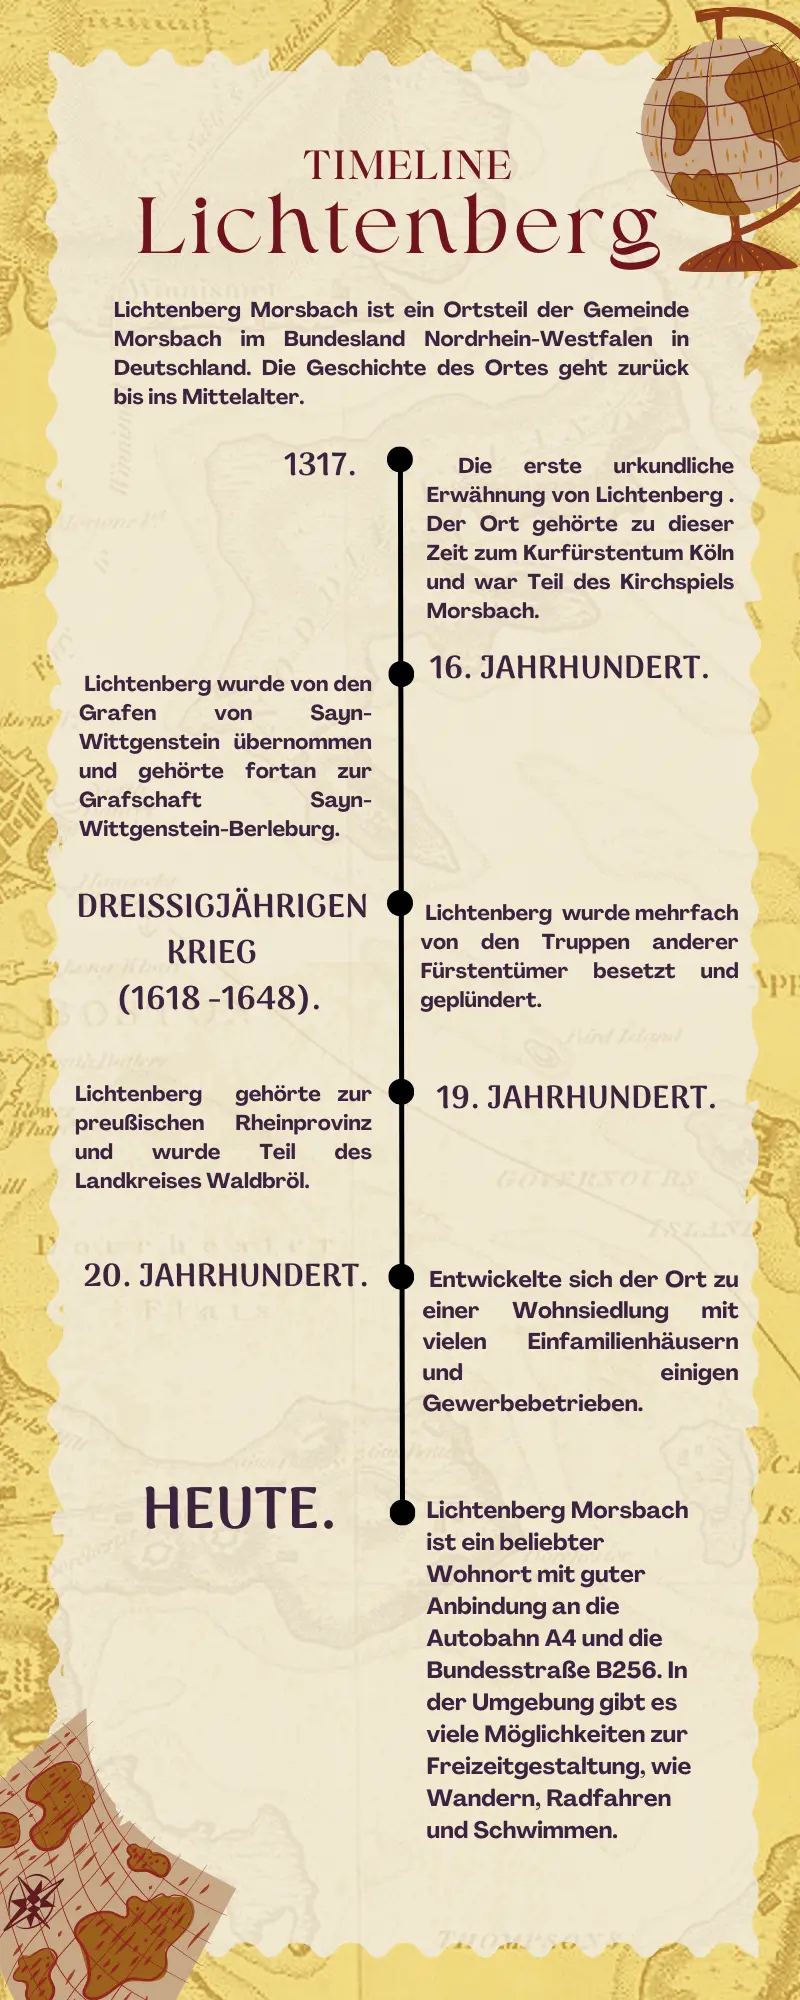 TIMELINE
Lichtenberg
Lichtenberg Morsbach ist ein Ortsteil der Gemeinde
Morsbach im Bundesland Nordrhein-Westfalen in
Deutschland. Die Geschichte des Ortes geht zurück
bis ins Mittelalter.
1317.
Die erste urkundliche
Erwähnung von Lichtenberg .
Der Ort gehörte zu dieser
Zeit zum Kurfürstentum Köln
und war Teil des Kirchspiels
Morsbach.
16. JAHRHUNDERT.
Lichtenberg wurde von den
Grafen von Sayn-
Wittgenstein übernommen
und gehörte fortan zur
Grafschaft Sayn-
Wittgenstein-Berleburg.
DREISSIGJÄHRIGEN
KRIEG
(1618 -1648).
Lichtenberg wurde mehrfach
von den Truppen anderer
Fürstentümer besetzt und
geplündert.
19. JAHRHUNDERT.
Lichtenberg gehörte zur
preußischen Rheinprovinz
und wurde Teil des
Landkreises Waldbröl.
20. JAHRHUNDERT.
Entwickelte sich der Ort zu
einer Wohnsiedlung mit
vielen Einfamilienhäusern
und einigen
Gewerbebetrieben.
HEUTE.
Lichtenberg Morsbach
ist ein beliebter
Wohnort mit guter
Anbindung an die
Autobahn A4 und die
Bundesstraße B256. In
der Umgebung gibt es
viele Möglichkeiten zur
Freizeitgestaltung, wie
Wandern, Radfahren
und Schwimmen.
GOVERNOURS
ISLAND
Dorchester
Flats
THOMPSONS